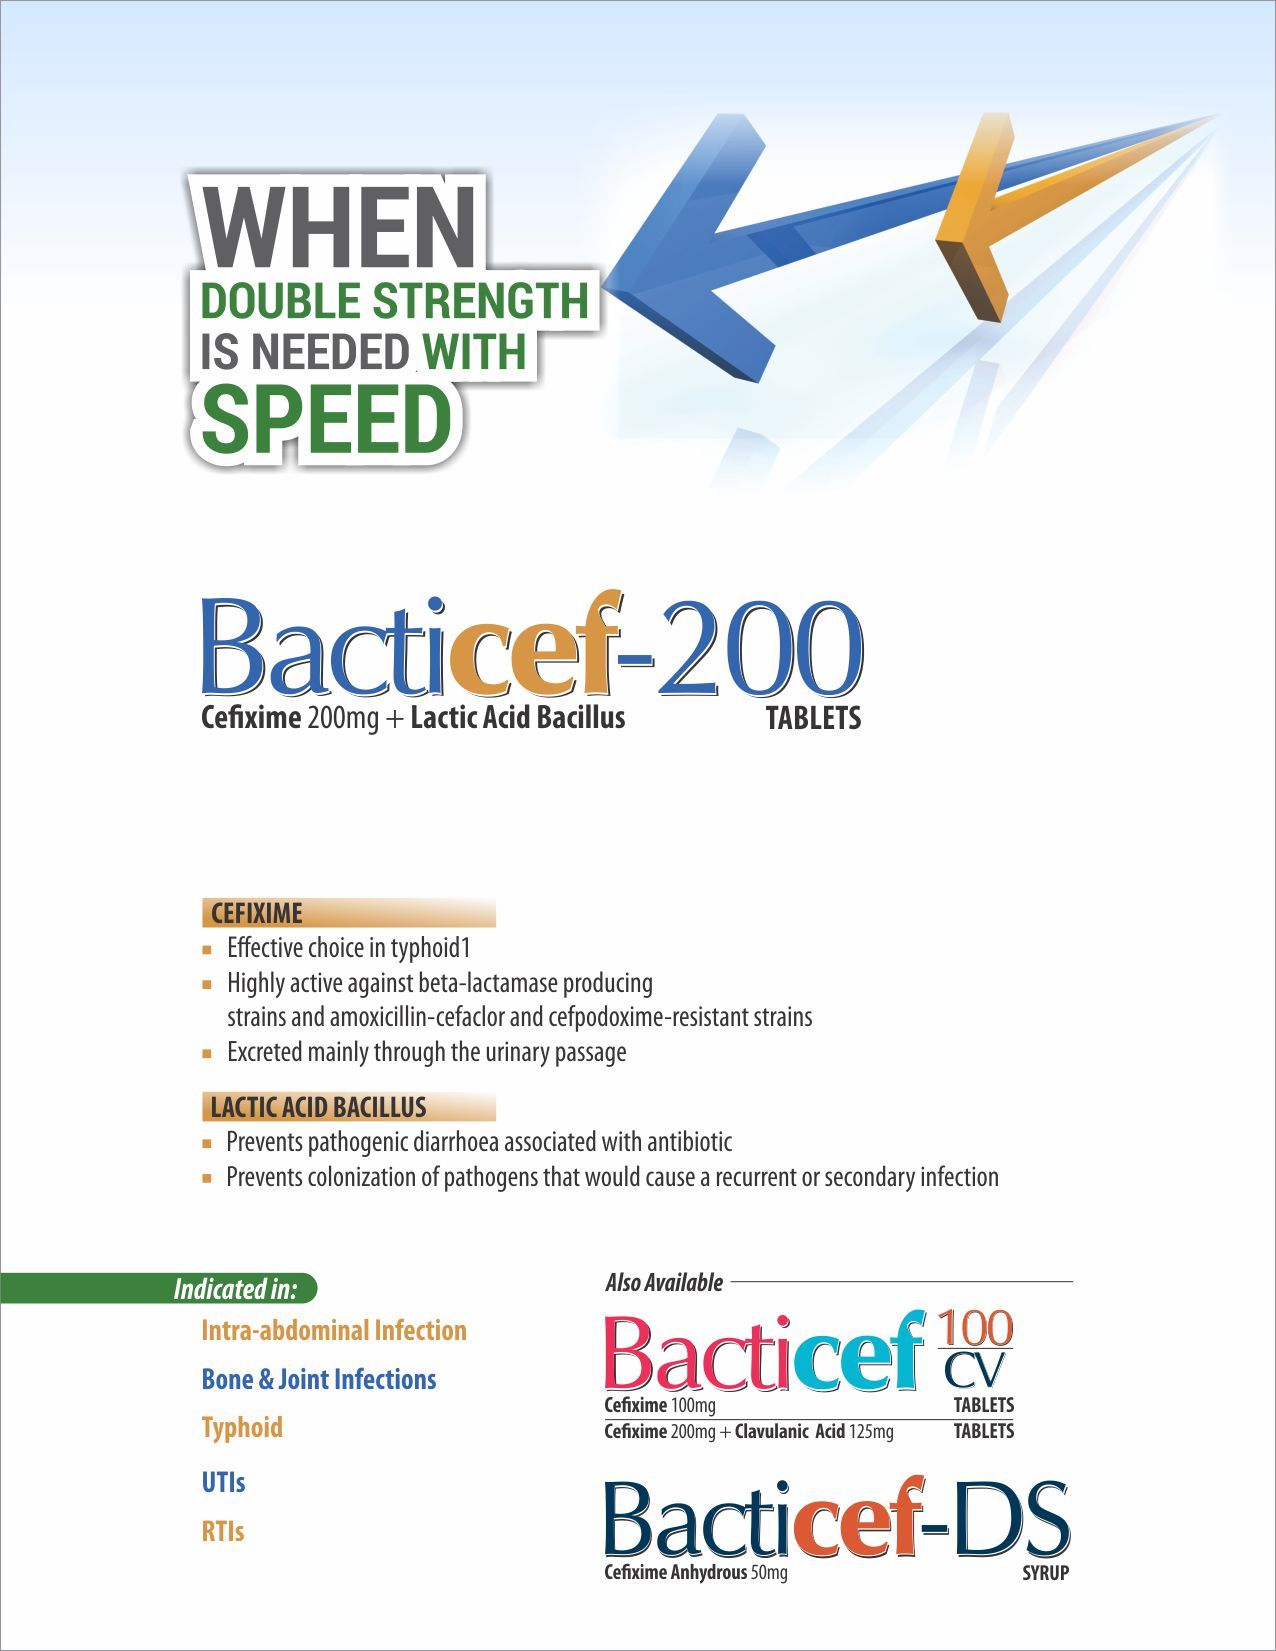 WHEN
DOUBLE STRENGTH
IS NEEDED WITH
SPEED
Bacticef-200
Cefixime 200mg + Lactic Acid Bacillus TABLETS
CEFIXIME
▪ Effective choice in typhoid1
▪ Highly active against beta-lactamase producing
strains and amoxicillin-cefaclor and cefpodoxime-resistant strains
▪ Excreted mainly through the urinary passage
LACTIC ACID BACILLUS
▪ Prevents pathogenic diarrhoea associated with antibiotic
▪ Prevents colonization of pathogens that would cause a recurrent or secondary infection
Indicated in:
Intra-abdominal Infection
Bone & Joint Infections
Typhoid
UTIs
RTIs
Also Available
Bacticef 100
CV
Cefixime 100mg TABLETS
Cefixime 200mg + Clavulanic Acid 125mg TABLETS
Bacticef-DS
Cefixime Anhydrous 50mg SYRUP